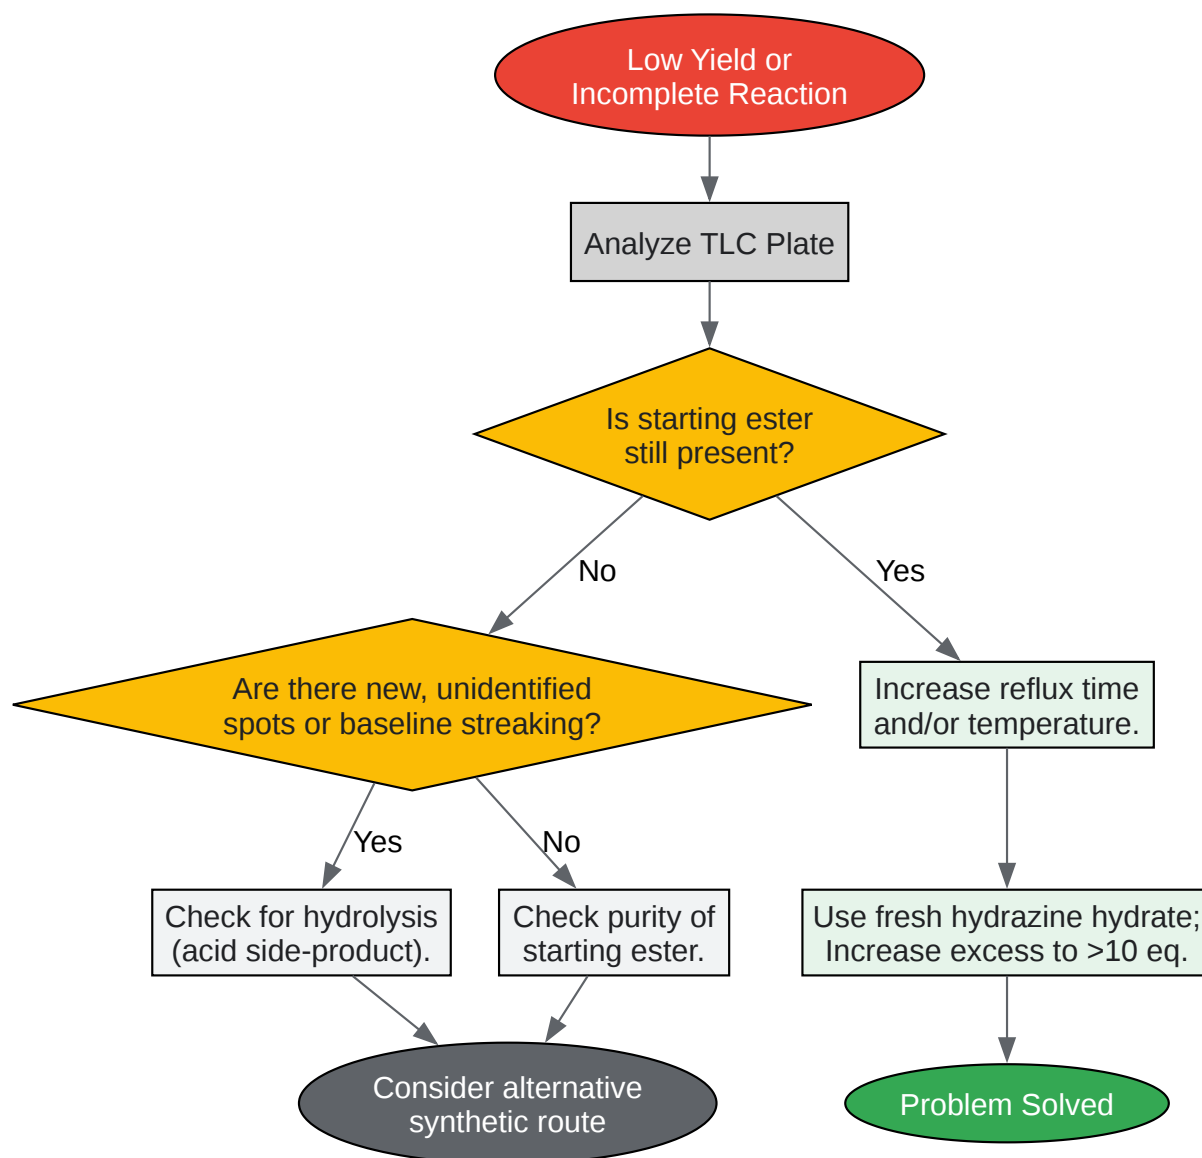 Low Yield or
Incomplete Reaction
Analyze TLC Plate
Is starting ester
still present?
No
Yes
Are there new, unidentified
spots or baseline streaking?
Increase reflux time
and/or temperature.
Yes
No
Check for hydrolysis
(acid side-product).
Check purity of
starting ester.
Use fresh hydrazine hydrate;
Increase excess to >10 eq.
Consider alternative
synthetic route
Problem Solved